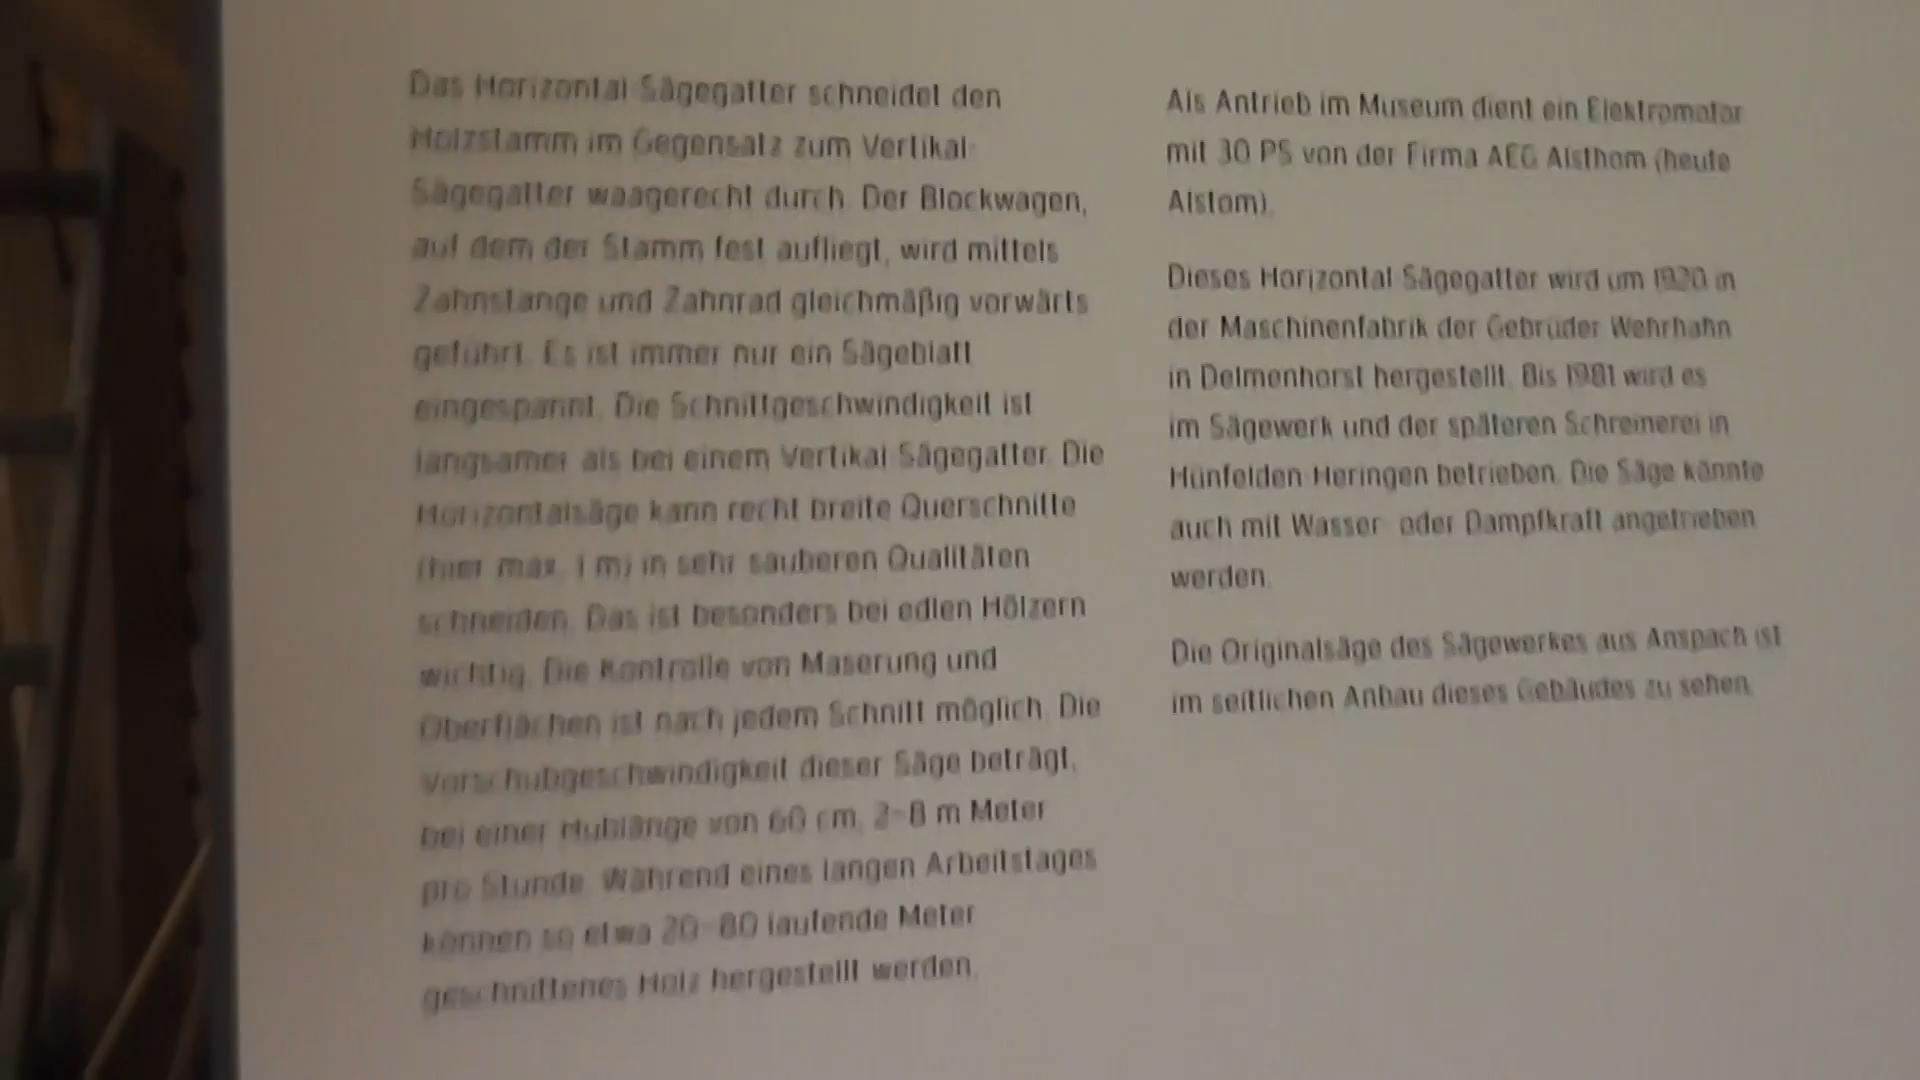 Das Horizontal-Sägegatter schneidet den
Holzstamm im Gegensatz zum Vertikal-
Sägegatter waagerecht durch. Der Blockwagen,
auf dem der Stamm fest aufliegt, wird mittels
Zahnstange und Zahnrad gleichmäßig vorwärts
geführt. Es ist immer nur ein Sägeblatt
eingespannt. Die Schnittgeschwindigkeit ist
langsamer als bei einem Vertikal-Sägegatter. Die
Horizontalsäge kann recht breite Querschnitte
(hier max. 1 m) in sehr sauberen Qualitäten
schneiden. Das ist besonders bei edlen Hölzern
wichtig. Die Kontrolle von Maserung und
Oberflächen ist nach jedem Schnitt möglich. Die
Vorschubgeschwindigkeit dieser Säge beträgt,
bei einer Hublänge von 60 cm, 2-8 m Meter
pro Stunde. Während eines langen Arbeitstages
können so etwa 20-80 laufende Meter
geschnittenes Holz hergestellt werden.
Als Antrieb im Museum dient ein Elektromotor
mit 30 PS von der Firma AEG Alsthom (heute
Alstom).
Dieses Horizontal-Sägegatter wird um 1920 in
der Maschinenfabrik der Gebrüder Wehrhahn
in Delmenhorst hergestellt. Bis 1981 wird es
im Sägewerk und der späteren Schreinerei in
Hünfelden-Heringen betrieben. Die Säge könnte
auch mit Wasser- oder Dampfkraft angetrieben
werden.
Die Originalsäge des Sägewerkes aus Anspach ist
im seitlichen Anbau dieses Gebäudes zu sehen.